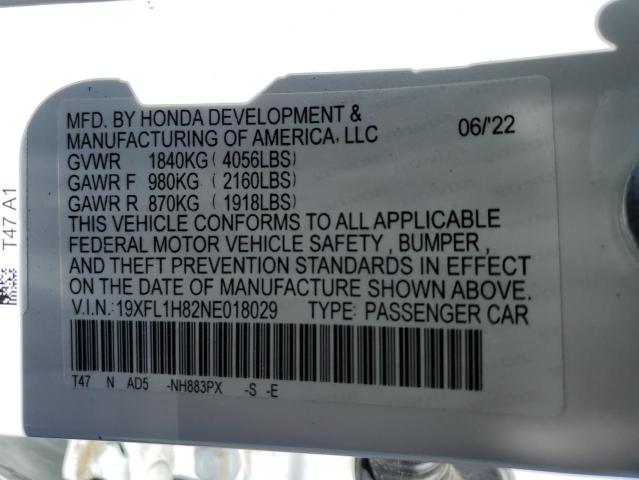 MFD. BY HONDA DEVELOPMENT &
MANUFACTURING OF AMERICA, LLC 06/'22
GVWR 1840KG ( 4056LBS)
GAWR F 980KG ( 2160LBS)
GAWR R 870KG ( 1918LBS)
THIS VEHICLE CONFORMS TO ALL APPLICABLE
FEDERAL MOTOR VEHICLE SAFETY , BUMPER ,
AND THEFT PREVENTION STANDARDS IN EFFECT
ON THE DATE OF MANUFACTURE SHOWN ABOVE.
V.I.N.: 19XFL1H82NE018029 TYPE: PASSENGER CAR
T47 N AD5 -NH883PX -S -E
T47 A1